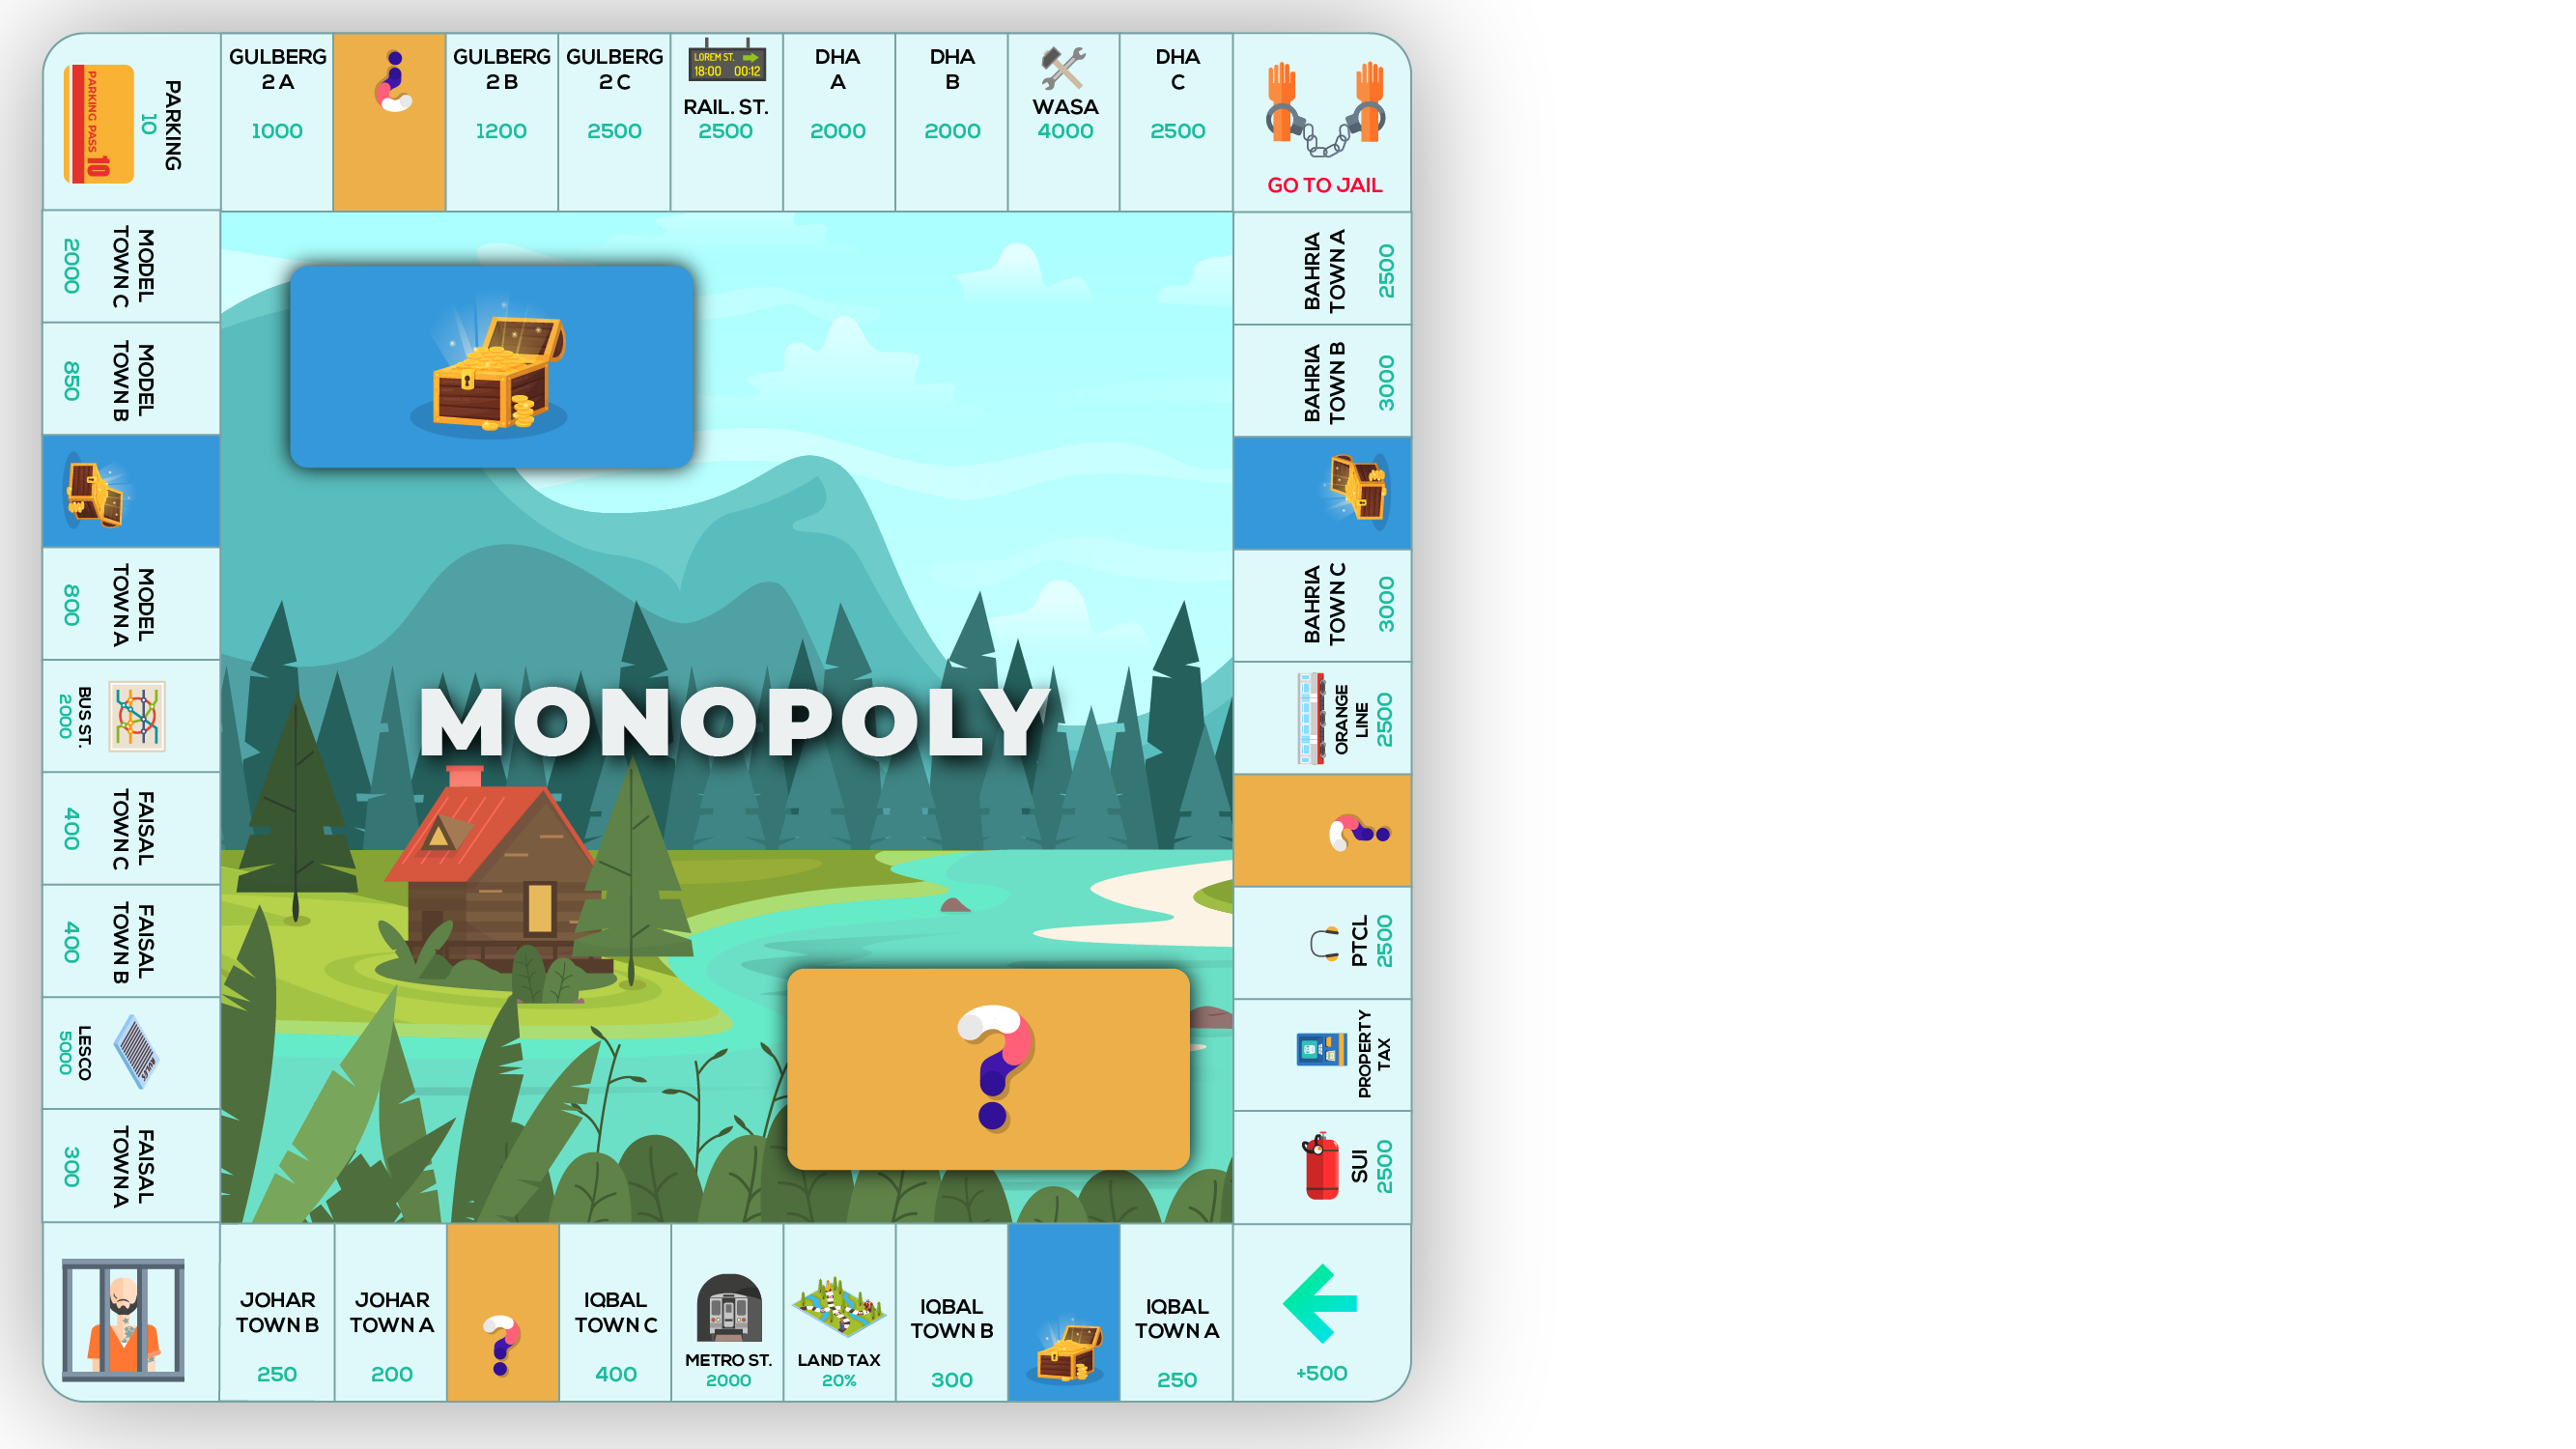 PARKING
10
PARKING PASS 10
GULBERG
2 A
1000
GULBERG
2 B
1200
GULBERG
2 C
2500
LOREM ST.
18:00 00:12
RAIL. ST.
2500
DHA
A
2000
DHA
B
2000
WASA
4000
DHA
C
2500
GO TO JAIL
MODEL
TOWN C
2000
MODEL
TOWN B
850
MODEL
TOWN A
800
BUS ST.
2000
FAISAL
TOWN C
400
FAISAL
TOWN B
400
LESCO
5000
FAISAL
TOWN A
300
MONOPOLY
BAHRIA
TOWN A
2500
BAHRIA
TOWN B
3000
BAHRIA
TOWN C
3000
ORANGE
LINE
2500
PTCL
2500
PROPERTY
TAX
SUI
2500
JOHAR
TOWN B
250
JOHAR
TOWN A
200
IQBAL
TOWN C
400
METRO ST.
2000
LAND TAX
20%
IQBAL
TOWN B
300
IQBAL
TOWN A
250
+500